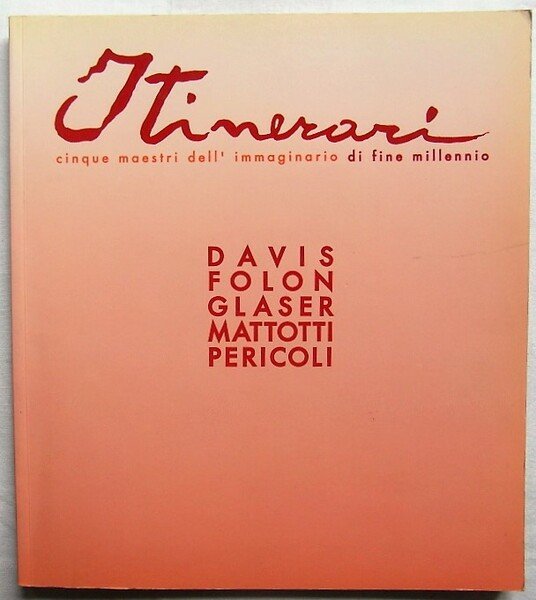 Itinerari
cinque maestri dell' immaginario di fine millennio
DAVIS
FOLON
GLASER
MATTOTTI
PERICOLI